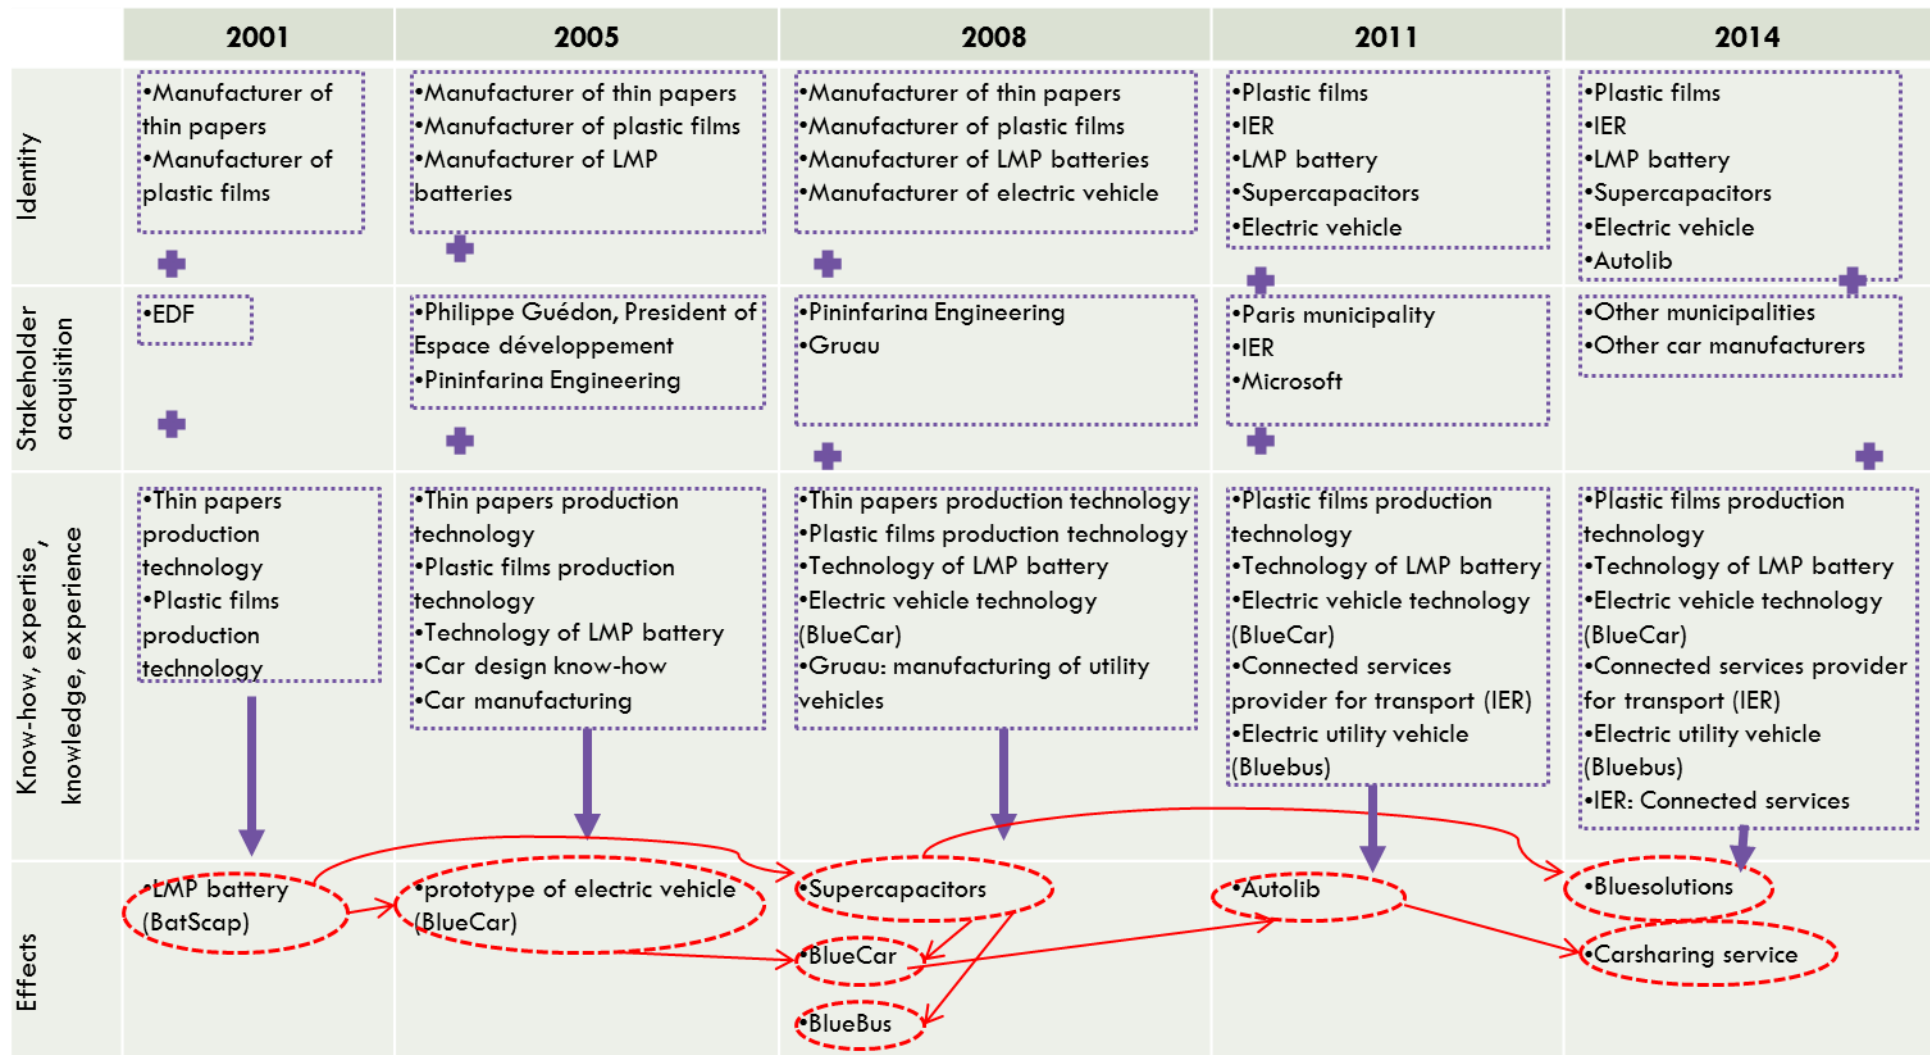 2001
2005
2008
2011
2014
Identity
•Manufacturer of
thin papers
•Manufacturer of
plastic films
•Manufacturer of thin papers
•Manufacturer of plastic films
•Manufacturer of LMP
batteries
•Manufacturer of thin papers
•Manufacturer of plastic films
•Manufacturer of LMP batteries
•Manufacturer of electric vehicle
•Plastic films
•IER
•LMP battery
•Supercapacitors
•Electric vehicle
•Plastic films
•IER
•LMP battery
•Supercapacitors
•Electric vehicle
•Autolib
Stakeholder
acquisition
•EDF
•Philippe Guédon, President of
Espace développement
•Pininfarina Engineering
•Pininfarina Engineering
•Gruau
•Paris municipality
•IER
•Microsoft
•Other municipalities
•Other car manufacturers
Know-how, expertise,
knowledge, experience
•Thin papers
production
technology
•Plastic films
production
technology
•Thin papers production
technology
•Plastic films production
technology
•Technology of LMP battery
•Car design know-how
•Car manufacturing
•Thin papers production technology
•Plastic films production technology
•Technology of LMP battery
•Electric vehicle technology
(BlueCar)
•Gruau: manufacturing of utility
vehicles
•Plastic films production
technology
•Technology of LMP battery
•Electric vehicle technology
(BlueCar)
•Connected services
provider for transport (IER)
•Electric utility vehicle
(Bluebus)
•Plastic films production
technology
•Technology of LMP battery
•Electric vehicle technology
(BlueCar)
•Connected services provider
for transport (IER)
•Electric utility vehicle
(Bluebus)
•IER: Connected services
Effects
•LMP battery
(BatScap)
•prototype of electric vehicle
(BlueCar)
•Supercapacitors
•BlueCar
•BlueBus
•Autolib
•Bluesolutions
•Carsharing service